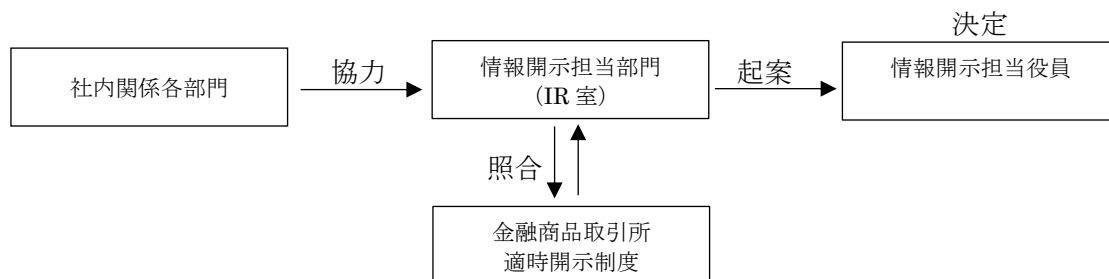 決定
社内関係各部門
協力
情報開示担当部門
(IR 室)
起案
情報開示担当役員
照合
金融商品取引所
適時開示制度